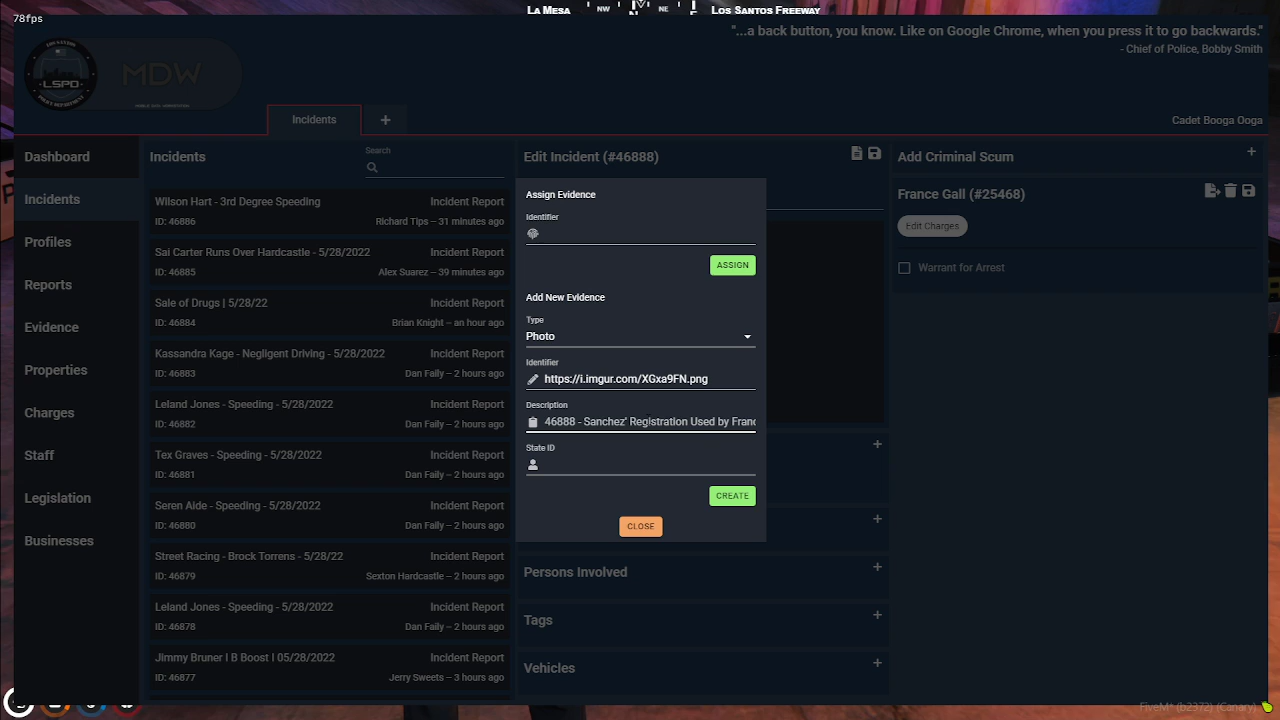 78fps
La Mesa
NW
NE
Los Santos Freeway
"...a back button, you know. Like on Google Chrome, when you press it to go backwards."
- Chief of Police, Bobby Smith
LSPD
MDW
Incidents
+
Cadet Booga Ooga
Dashboard
Incidents
Profiles
Reports
Evidence
Properties
Charges
Staff
Legislation
Businesses
Incidents
Search
Wilson Hart - 3rd Degree Speeding Incident Report
ID: 46886 Richard Tips – 31 minutes ago
Sai Carter Runs Over Hardcastle - 5/28/2022 Incident Report
ID: 46885 Alex Suarez – 39 minutes ago
Sale of Drugs | 5/28/22 Incident Report
ID: 46884 Brian Knight – an hour ago
Kassandra Kage - Negligent Driving - 5/28/2022 Incident Report
ID: 46883 Dan Faily – 2 hours ago
Leland Jones - Speeding - 5/28/2022 Incident Report
ID: 46882 Dan Faily – 2 hours ago
Tex Graves - Speeding - 5/28/2022 Incident Report
ID: 46881 Dan Faily – 2 hours ago
Seren Alde - Speeding - 5/28/2022 Incident Report
ID: 46880 Dan Faily – 2 hours ago
Street Racing - Brock Torrens - 5/28/22 Incident Report
ID: 46879 Sexton Hardcastle – 2 hours ago
Leland Jones - Speeding - 5/28/2022 Incident Report
ID: 46878 Dan Faily – 2 hours ago
Jimmy Bruner I B Boost I 05/28/2022 Incident Report
ID: 46877 Jerry Sweets – 3 hours ago
Edit Incident (#46888)
Assign Evidence
Identifier
ASSIGN
Add New Evidence
Type
Photo
Identifier
https://i.imgur.com/XGxa9FN.png
Description
46888 - Sanchez' Registration Used by Franc
State ID
CREATE
CLOSE
+
+
Persons Involved +
Tags +
Vehicles +
Add Criminal Scum +
France Gall (#25468)
Edit Charges
Warrant for Arrest
FiveM* (b2372) (Canary)